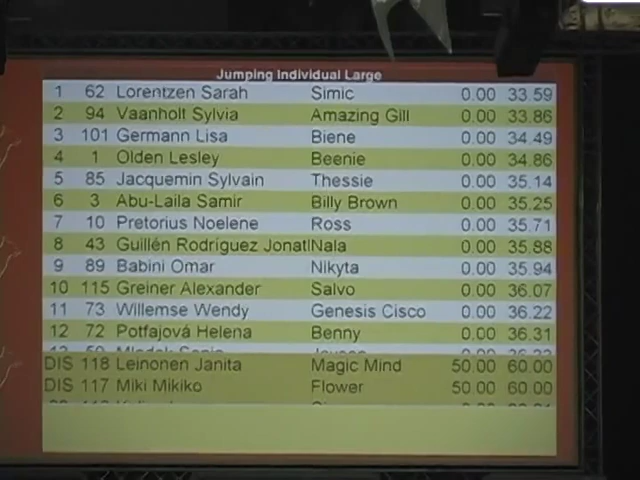 Jumping Individual Large
1 62 Lorentzen Sarah Simic 0.00 33.59
2 94 Vaanholt Sylvia Amazing Gill 0.00 33.86
3 101 Germann Lisa Biene 0.00 34.49
4 1 Olden Lesley Beenie 0.00 34.86
5 85 Jacquemin Sylvain Thessie 0.00 35.14
6 3 Abu-Laila Samir Billy Brown 0.00 35.25
7 10 Pretorius Noelene Ross 0.00 35.71
8 43 Guillén Rodríguez Jonat Nala 0.00 35.88
9 89 Babini Omar Nikyta 0.00 35.94
10 115 Greiner Alexander Salvo 0.00 36.07
11 73 Willemse Wendy Genesis Cisco 0.00 36.22
12 72 Potfajová Helena Benny 0.00 36.31
DIS 118 Leinonen Janita Magic Mind 50.00 60.00
DIS 117 Miki Mikiko Flower 50.00 60.00